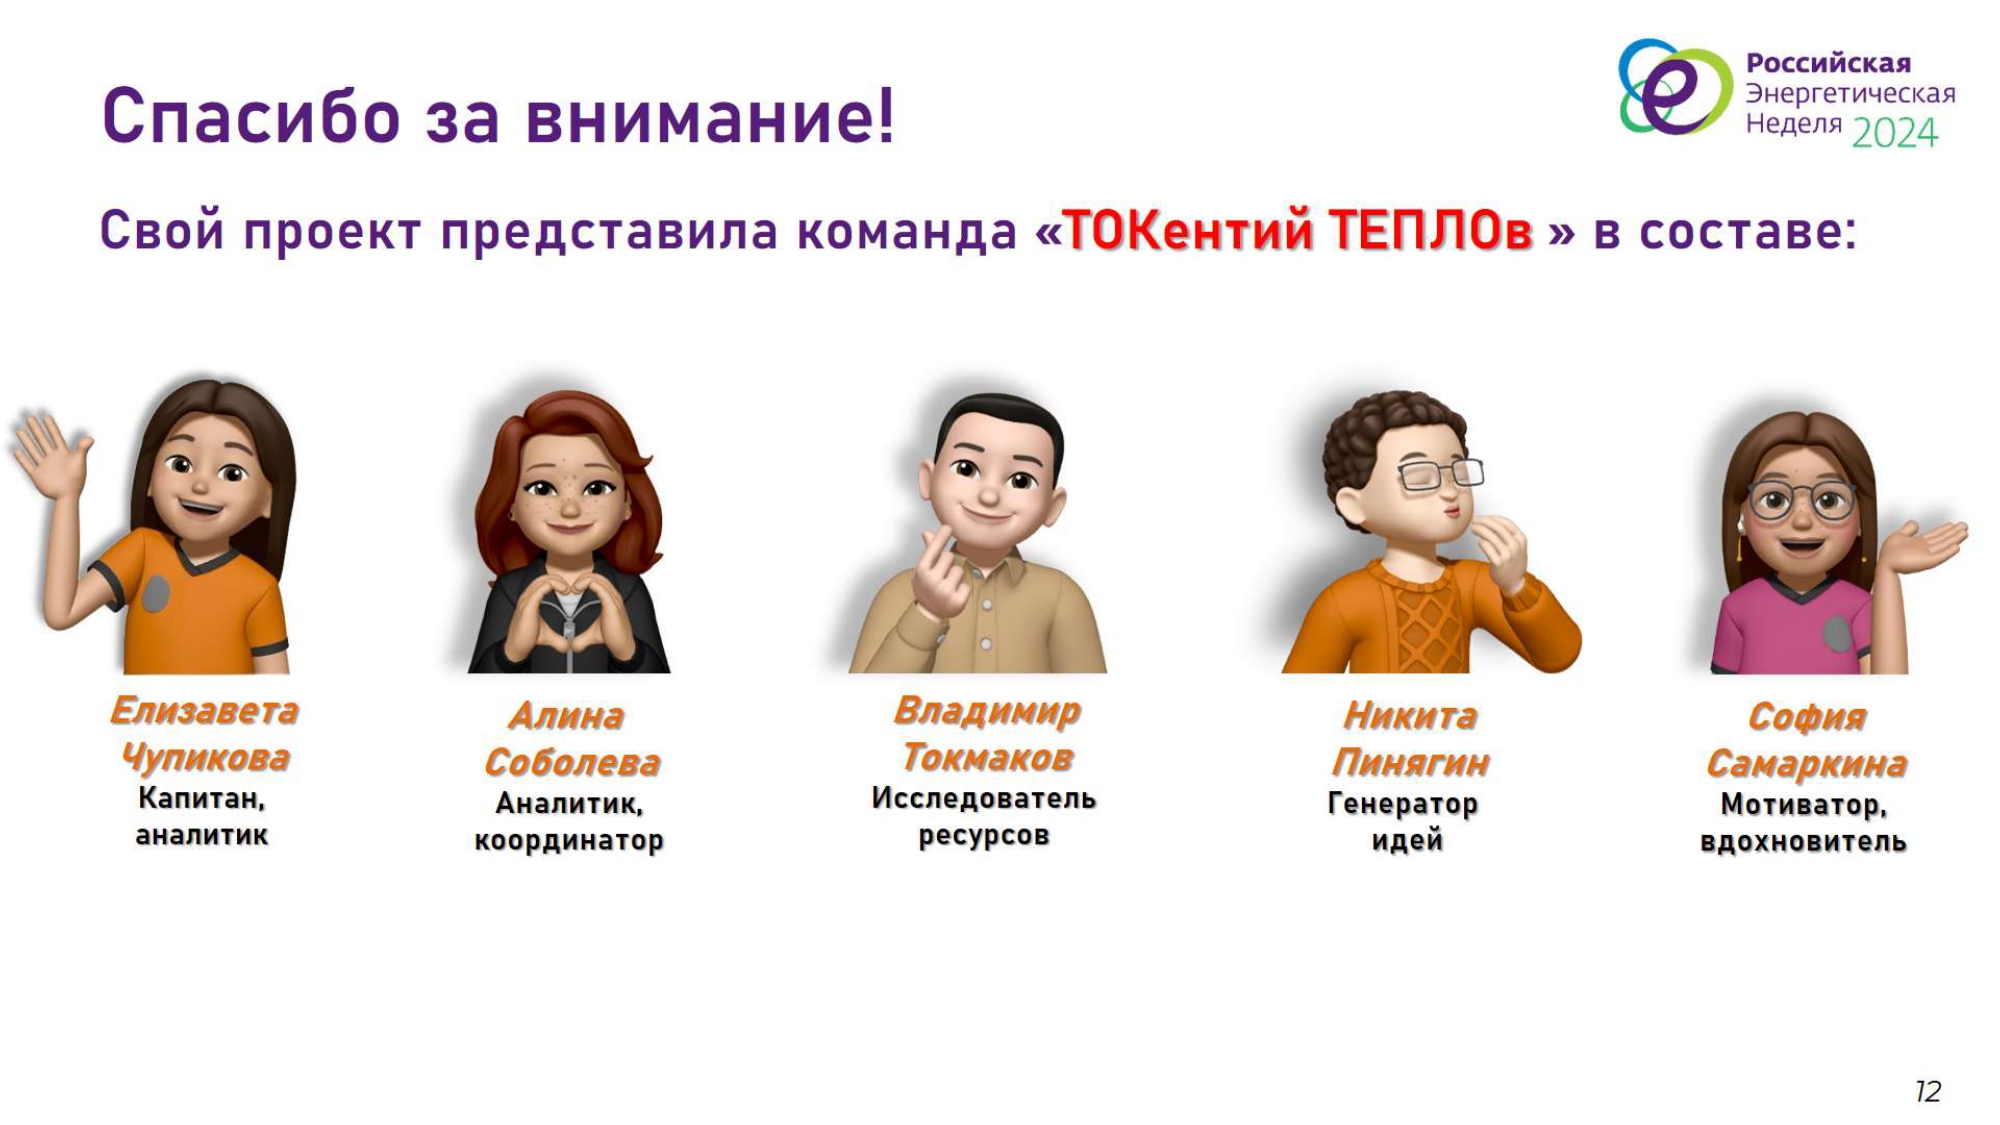 Спасибо за внимание!
Российская
Энергетическая
Неделя 2024
Свой проект представила команда «ТОКентий ТЕПЛОв » в составе:
Елизавета
Чупикова
Капитан,
аналитик
Алина
Соболева
Аналитик,
координатор
Владимир
Токмаков
Исследователь
ресурсов
Никита
Пинягин
Генератор
идей
София
Самаркина
Мотиватор,
вдохновитель
12